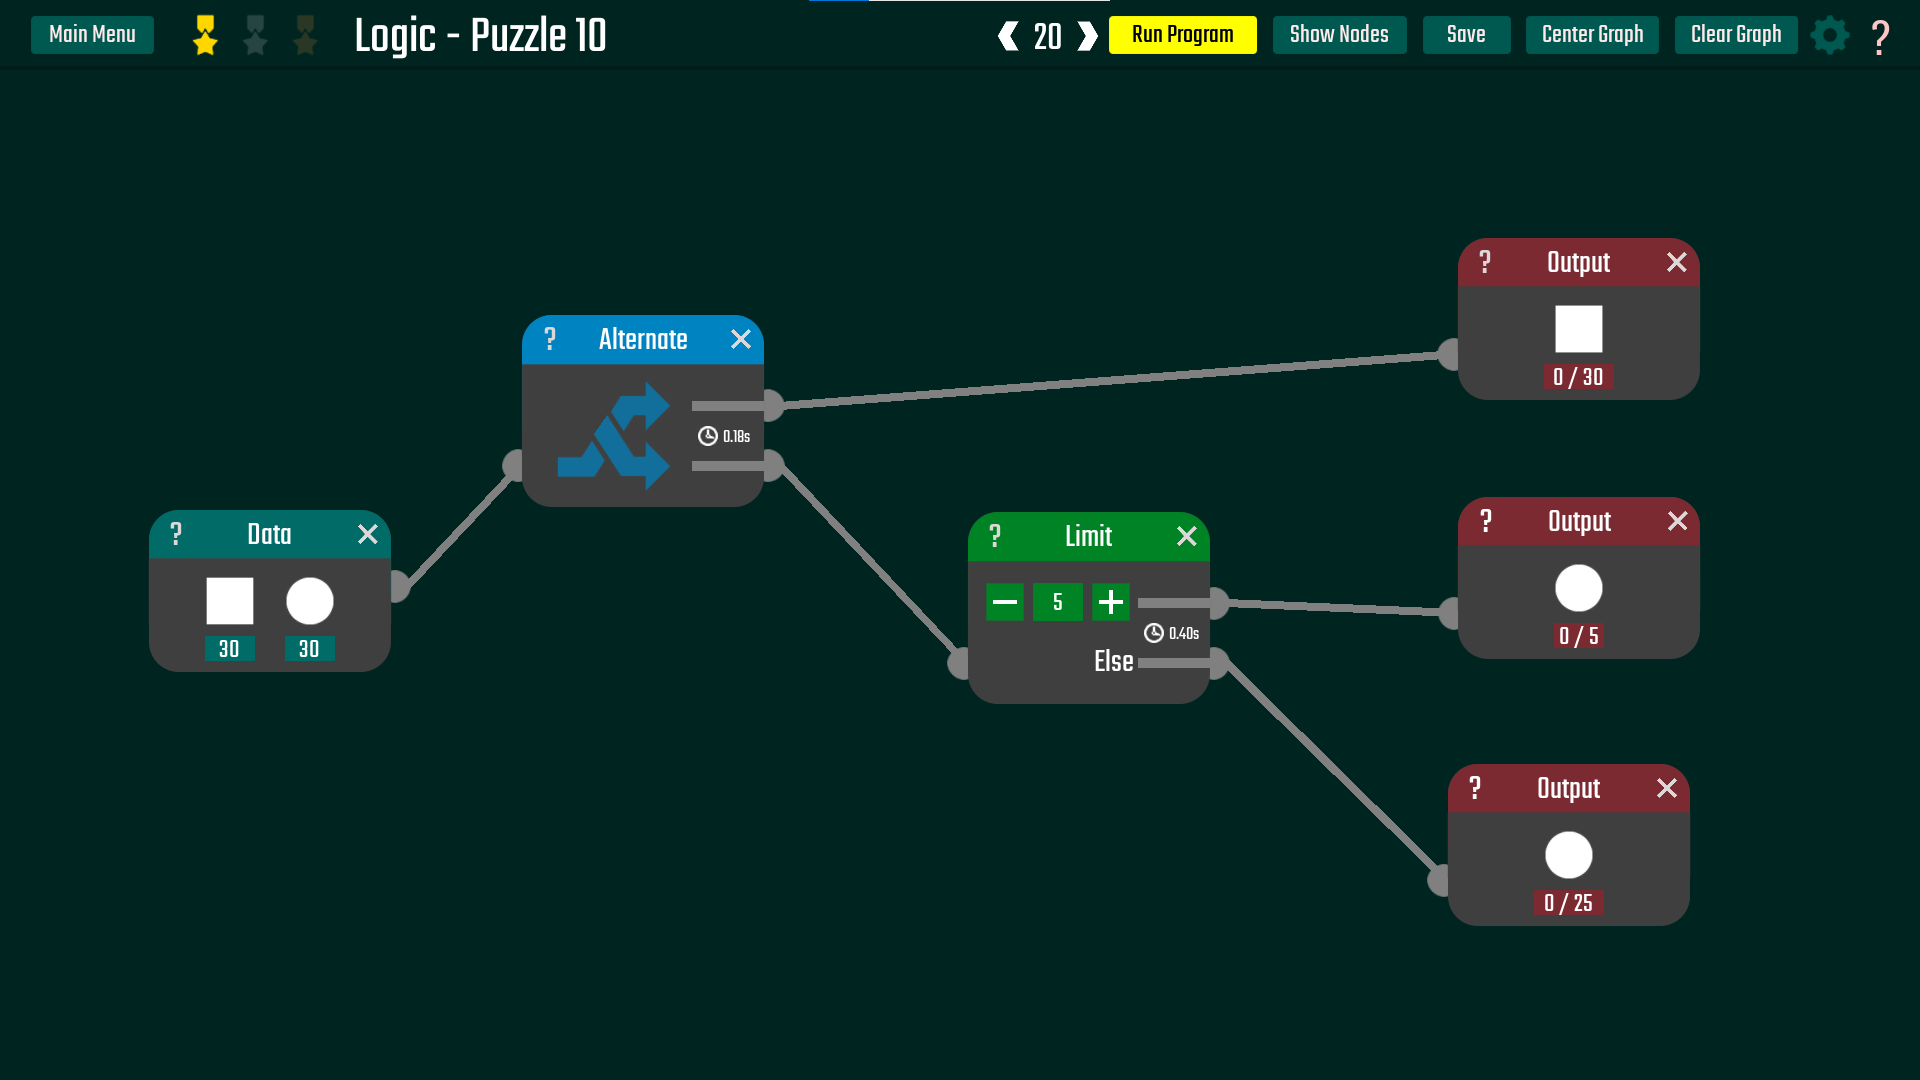 Main Menu
Logic - Puzzle 10
20
Run Program
Show Nodes
Save
Center Graph
Clear Graph
?
? Output
0 / 30
? Alternate
0.18s
? Data
30 30
? Limit
5
0.40s
Else
? Output
0 / 5
? Output
0 / 25